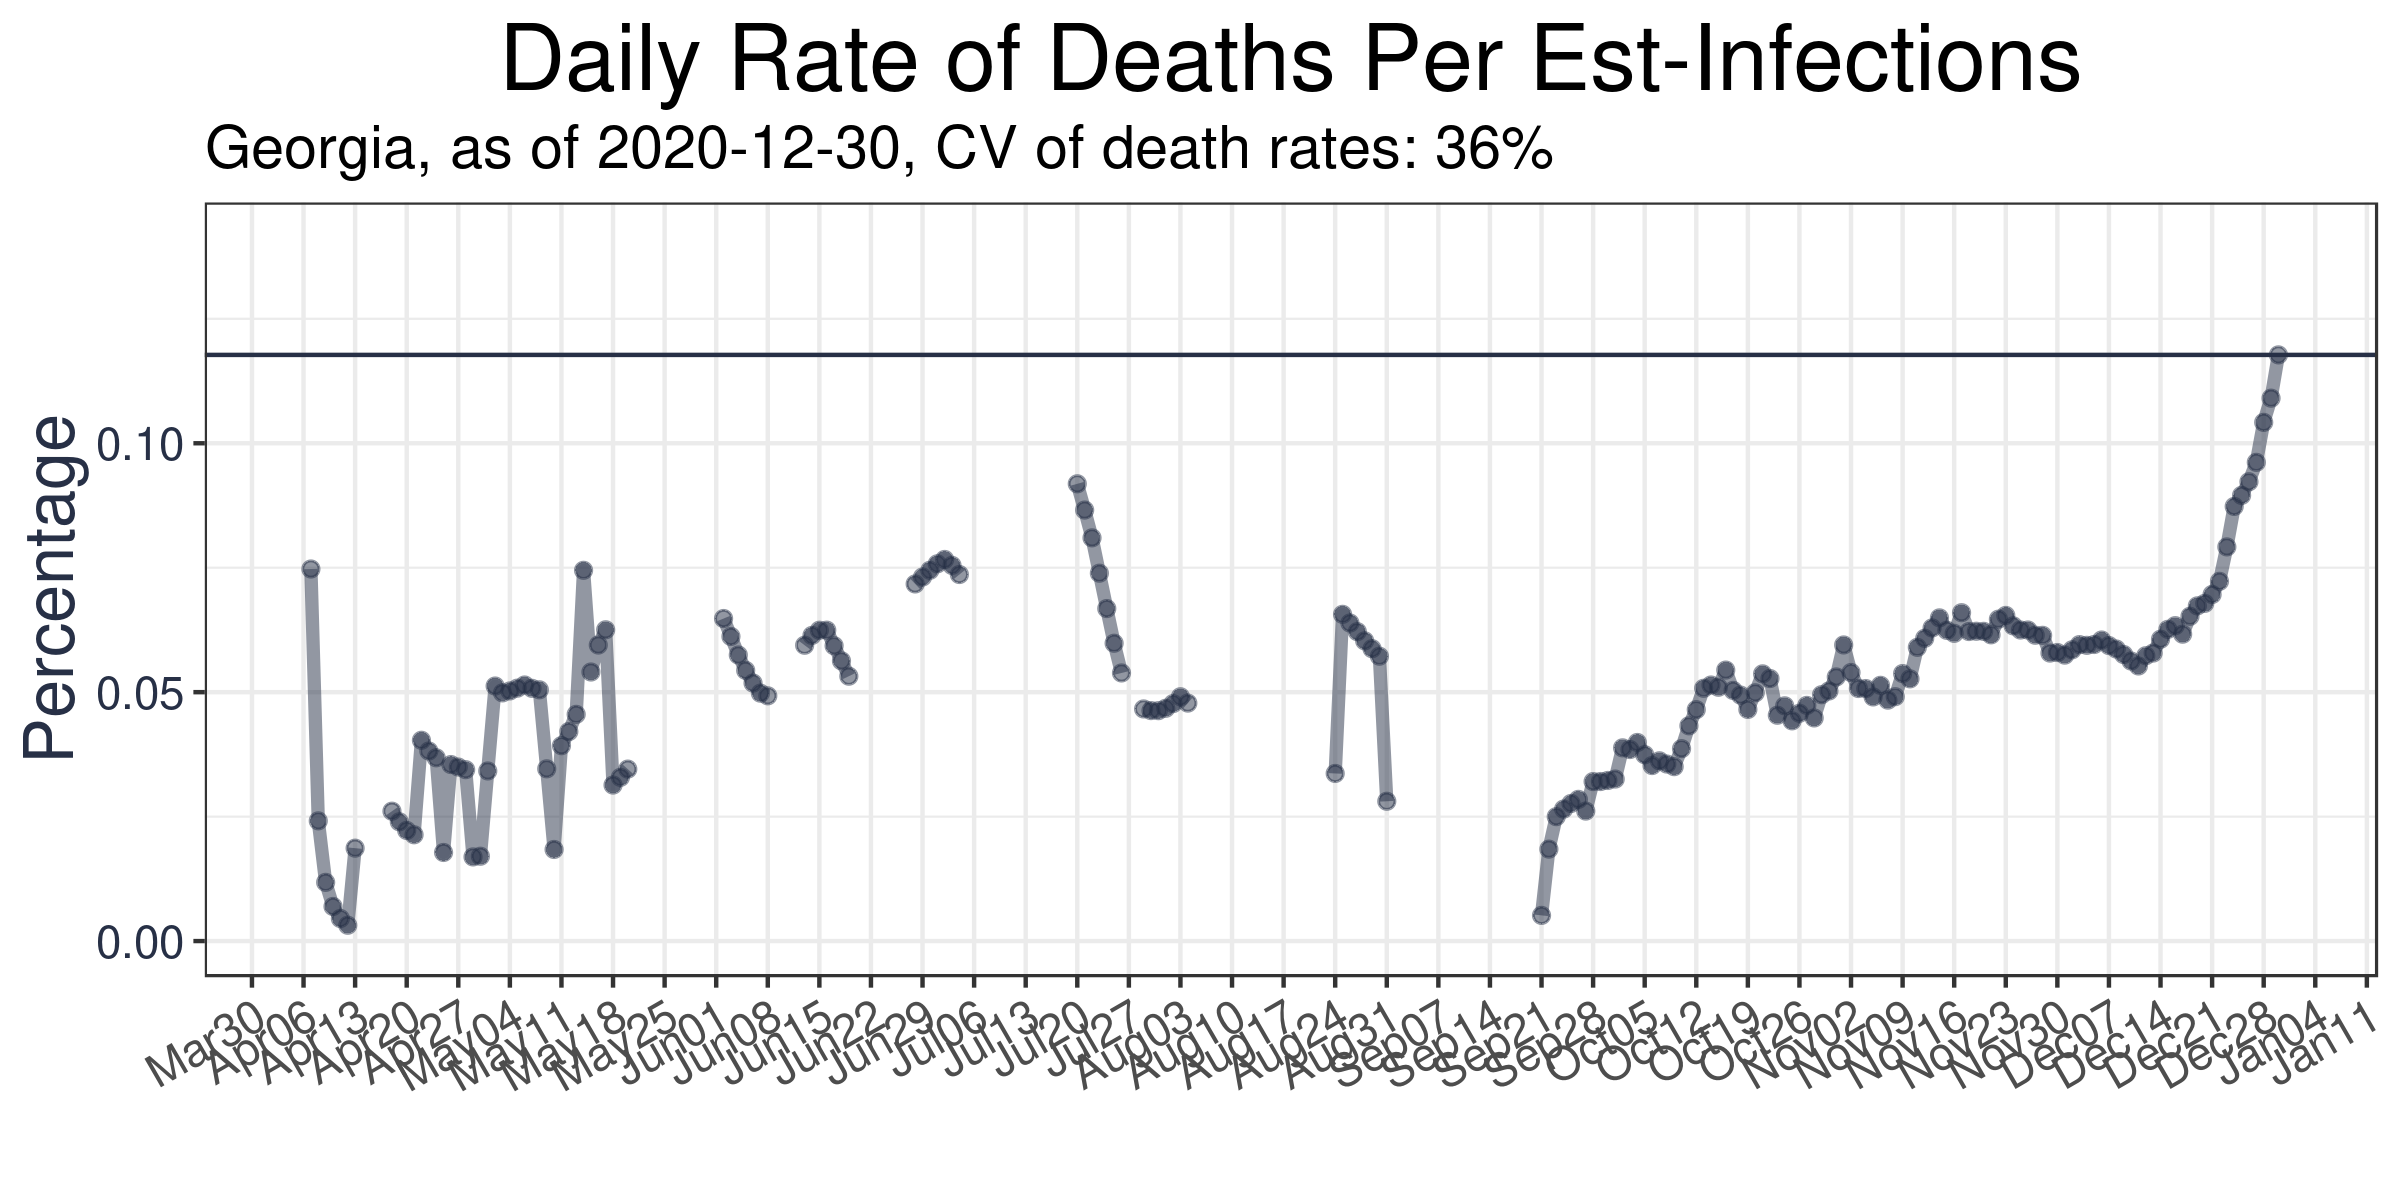 Daily Rate of Deaths Per Est-Infections
Georgia, as of 2020-12-30, CV of death rates: 36%
Percentage
0.10
0.05
0.00
Mar30
Apr06
Apr13
Apr20
Apr27
May04
May11
May18
May25
Jun01
Jun08
Jun15
Jun22
Jun29
Jul06
Jul13
Jul20
Jul27
Aug03
Aug10
Aug17
Aug24
Aug31
Sep07
Sep14
Sep21
Sep28
Oct05
Oct12
Oct19
Oct26
Nov02
Nov09
Nov16
Nov23
Nov30
Dec07
Dec14
Dec21
Dec28
Jan04
Jan11